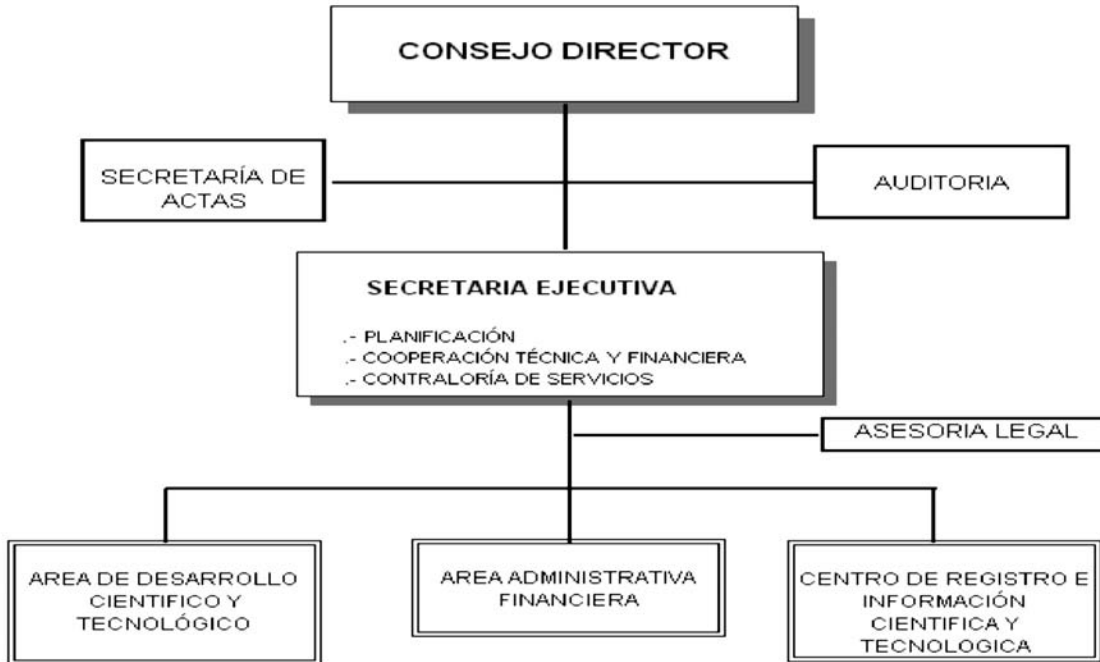 CONSEJO DIRECTOR
SECRETARÍA DE
ACTAS
AUDITORIA
SECRETARIA EJECUTIVA
.- PLANIFICACIÓN
.- COOPERACIÓN TÉCNICA Y FINANCIERA
.- CONTRALORÍA DE SERVICIOS
ASESORIA LEGAL
AREA DE DESARROLLO
CIENTIFICO Y
TECNOLÓGICO
AREA ADMINISTRATIVA
FINANCIERA
CENTRO DE REGISTRO E
INFORMACIÓN
CIENTIFICA Y
TECNOLOGICA